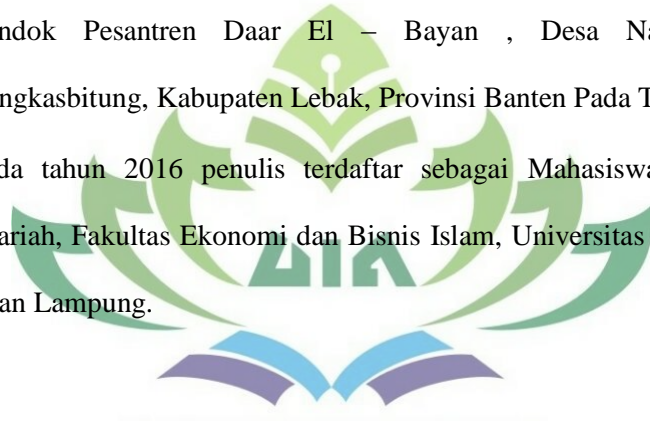 ndok Pesantren Daar El – Bayan , Desa Na
ngkasbitung, Kabupaten Lebak, Provinsi Banten Pada T
da tahun 2016 penulis terdaftar sebagai Mahasiswa
ariah, Fakultas Ekonomi dan Bisnis Islam, Universitas
an Lampung.